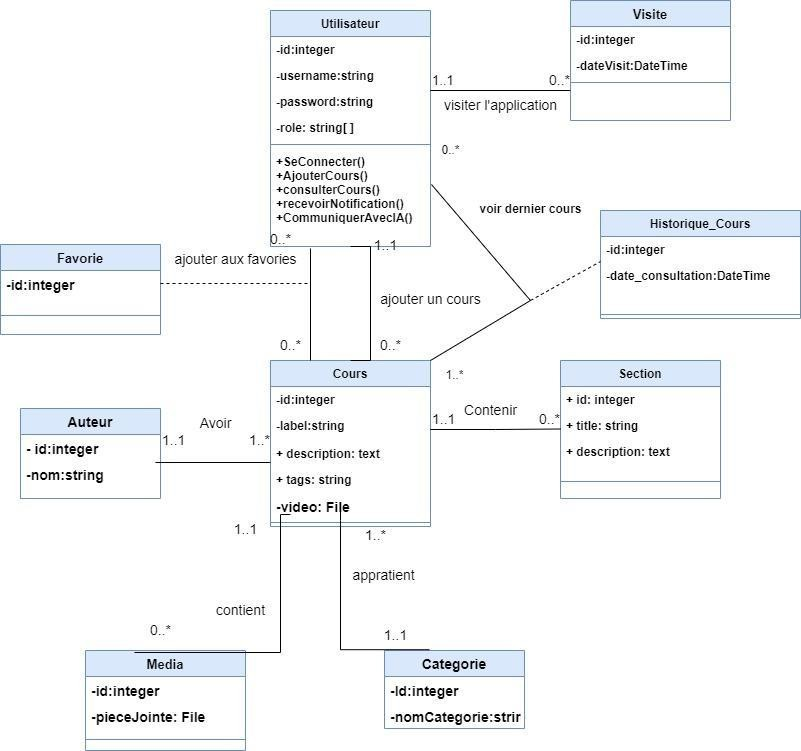 Utilisateur
-id:integer
-username:string
-password:string
-role: string[ ]
+SeConnecter()
+AjouterCours()
+consulterCours()
+recevoirNotification()
+CommuniquerAvecIA()
Visite
-id:integer
-dateVisit:DateTime
1..1
0..*
visiter l'application
0..*
voir dernier cours
Historique_Cours
-id:integer
-date_consultation:DateTime
0..*
1..1
Favorie
-id:integer
ajouter aux favories
ajouter un cours
0..*
0..*
1..*
Cours
-id:integer
-label:string
+ description: text
+ tags: string
-video: File
Section
+ id: integer
+ title: string
+ description: text
Contenir
1..1
0..*
Auteur
- id:integer
-nom:string
Avoir
1..1
1..*
1..1
1..*
appratient
contient
0..*
1..1
Media
-id:integer
-pieceJointe: File
Categorie
-Id:integer
-nomCategorie:strir